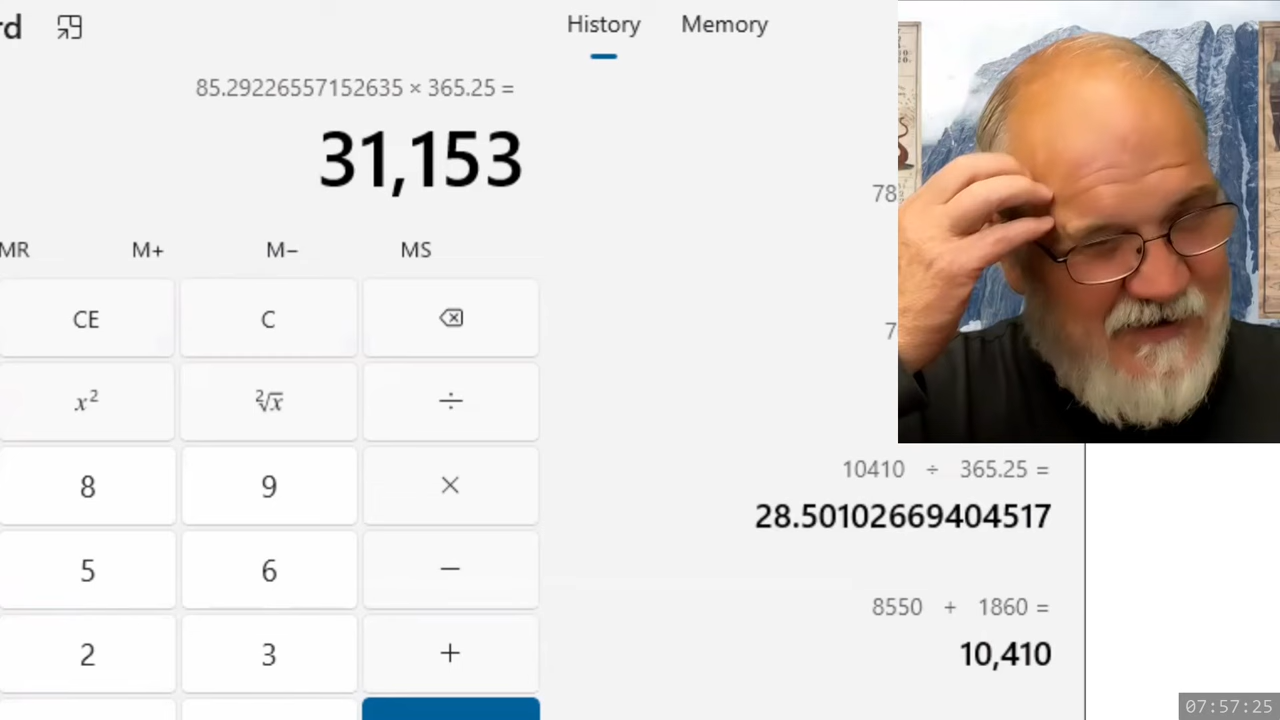 rd
History Memory
85.29226557152635 × 365.25 =
31,153
78
MR M+ M− MS
CE C
7
x² ²√x ÷
10410 ÷ 365.25 =
8 9 ×
28.50102669404517
5 6 −
8550 + 1860 =
2 3 +
10,410
07:57:25